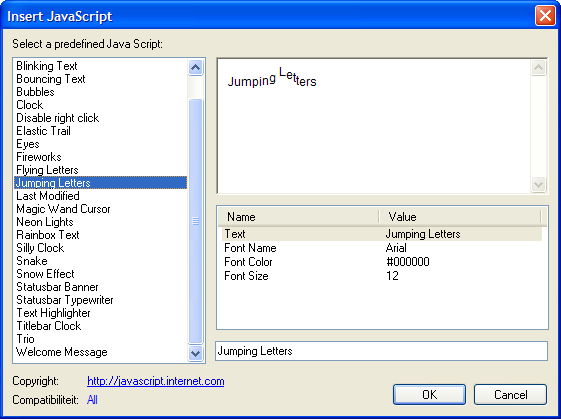 Insert JavaScript
Select a predefined Java Script:
Blinking Text
Bouncing Text
Bubbles
Clock
Disable right click
Elastic Trail
Eyes
Fireworks
Flying Letters
Jumping Letters
Last Modified
Magic Wand Cursor
Neon Lights
Rainbox Text
Silly Clock
Snake
Snow Effect
Statusbar Banner
Statusbar Typewriter
Text Highlighter
Titlebar Clock
Trio
Welcome Message
Jumping Letters
Name Value
Text Jumping Letters
Font Name Arial
Font Color #000000
Font Size 12
Jumping Letters
Copyright: http://javascript.internet.com
Compatibiliteit: All
OK Cancel